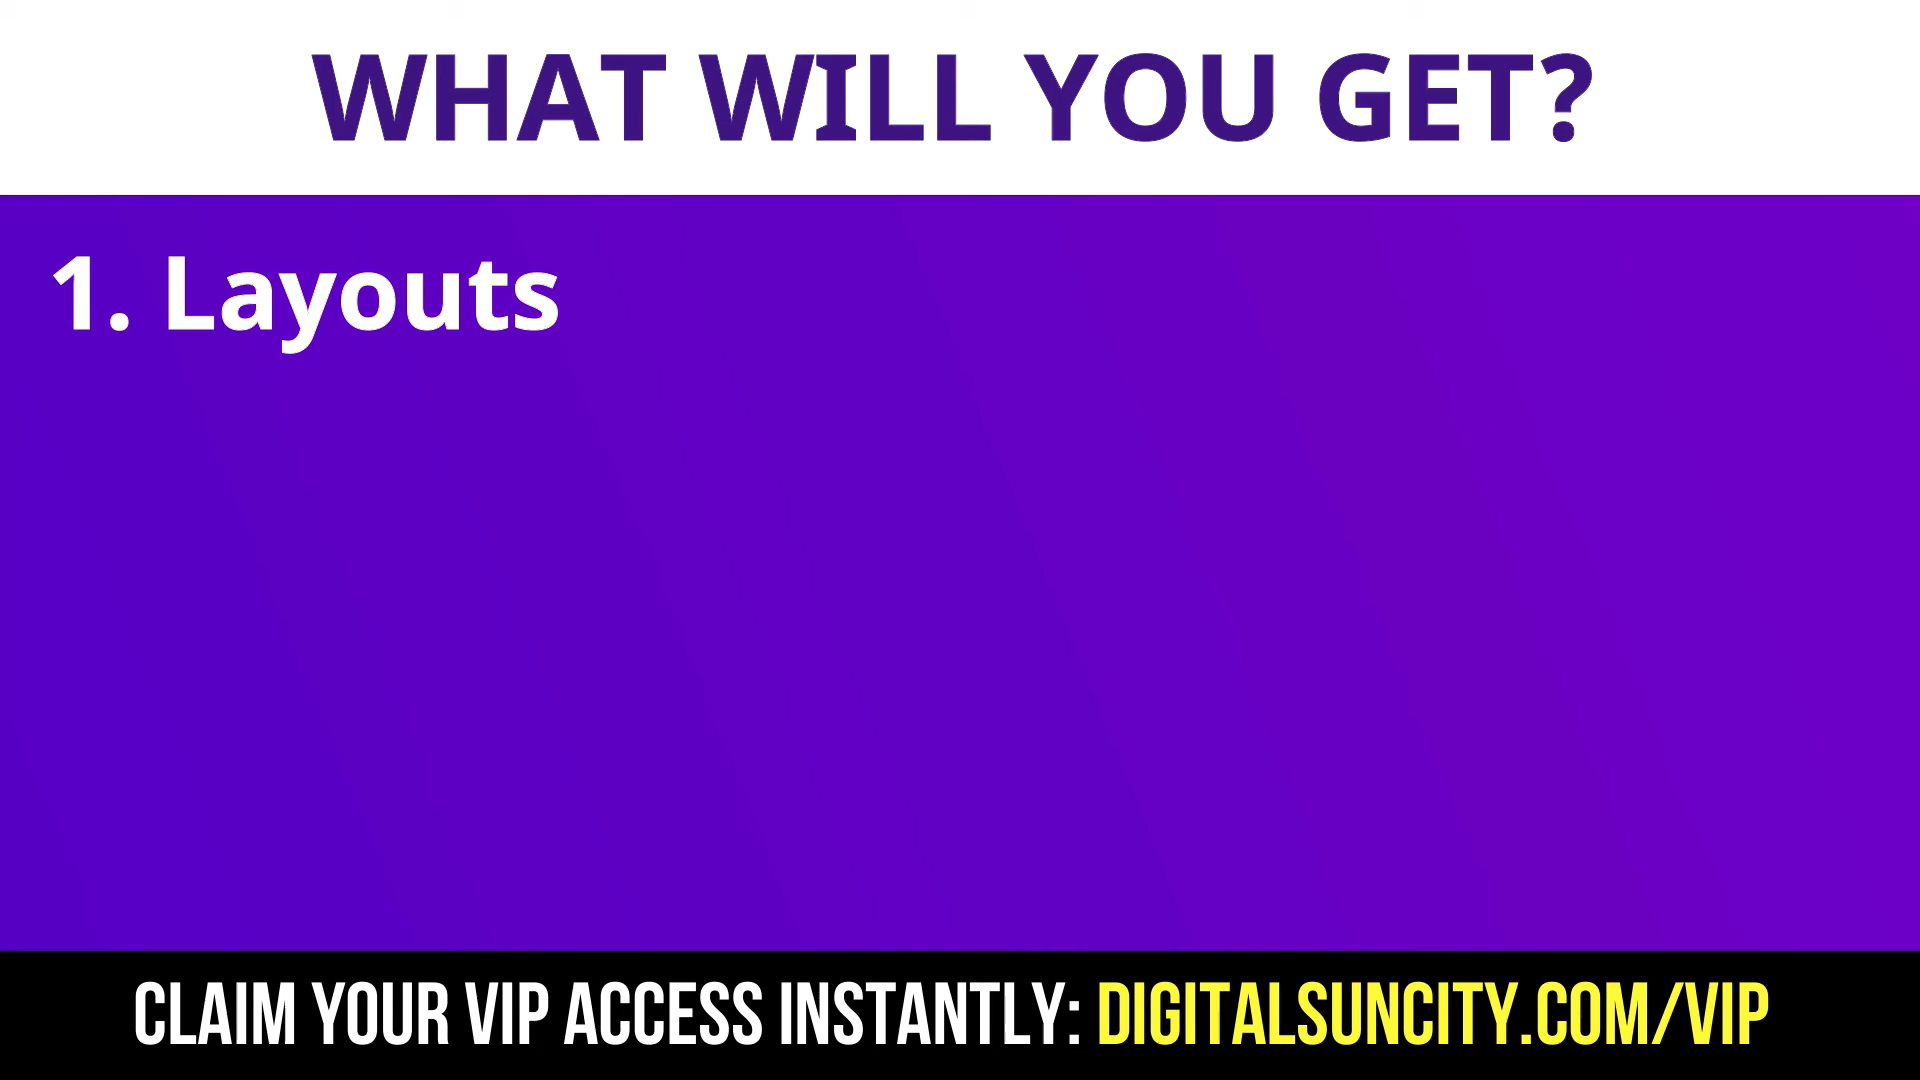 WHAT WILL YOU GET?
1. Layouts
CLAIM YOUR VIP ACCESS INSTANTLY: DIGITALSUNCITY.COM/VIP